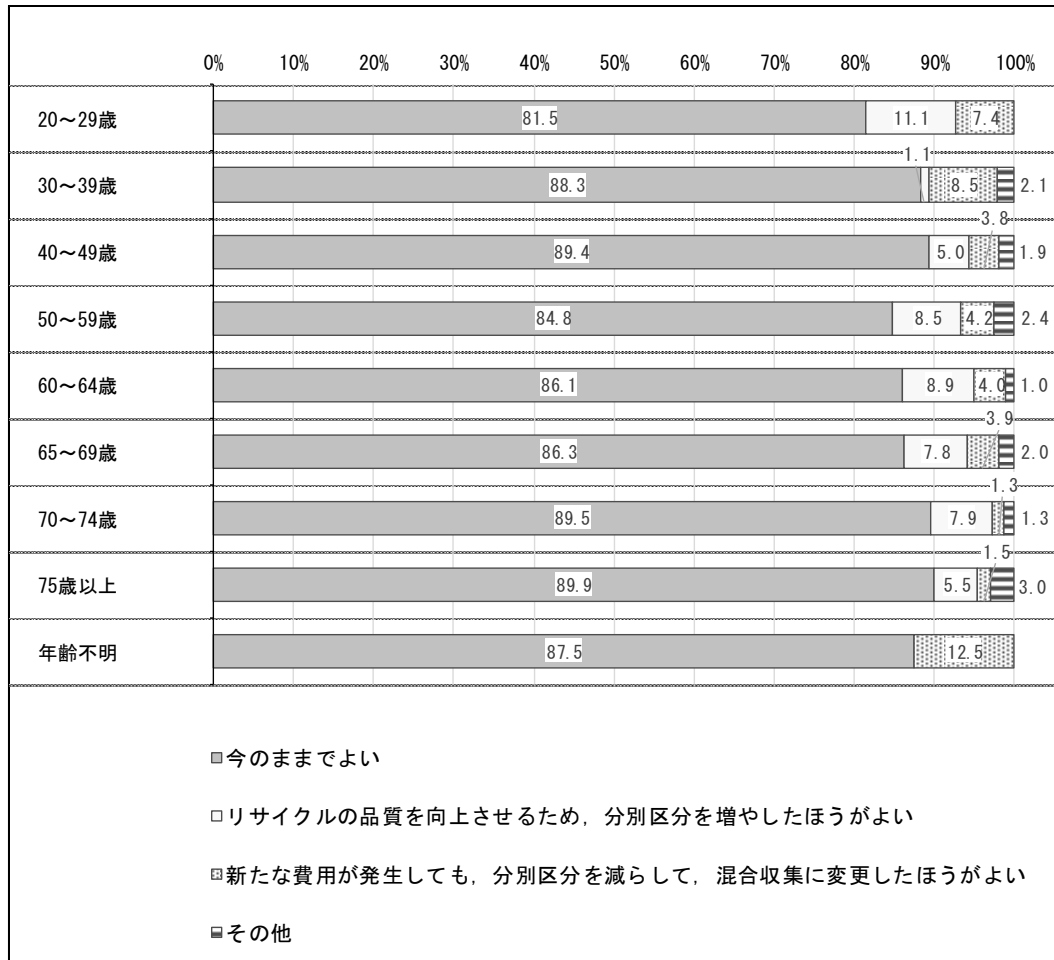 0% 10% 20% 30% 40% 50% 60% 70% 80% 90% 100%
20～29歳 81.5 11.1 7.4
30～39歳 88.3 1.1 8.5 2.1
40～49歳 89.4 5.0 3.8 1.9
50～59歳 84.8 8.5 4.2 2.4
60～64歳 86.1 8.9 4.0 1.0
65～69歳 86.3 7.8 3.9 2.0
70～74歳 89.5 7.9 1.3 1.3
75歳以上 89.9 5.5 1.5 3.0
年齢不明 87.5 12.5
今のままでよい
リサイクルの品質を向上させるため，分別区分を増やしたほうがよい
新たな費用が発生しても，分別区分を減らして，混合収集に変更したほうがよい
その他